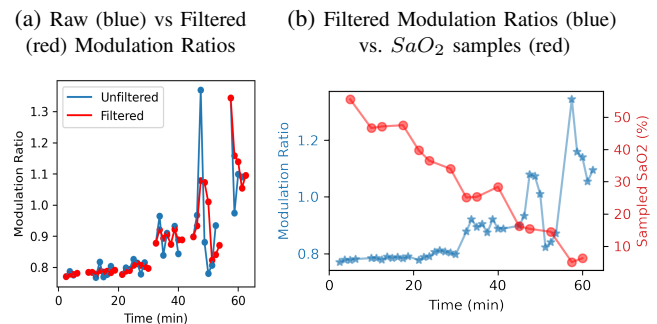 (a) Raw (blue) vs Filtered
(red) Modulation Ratios
Modulation Ratio
1.3
1.2
1.1
1.0
0.9
0.8
Unfiltered
Filtered
0
20
40
60
Time (min)
(b) Filtered Modulation Ratios (blue)
vs. SaO2 samples (red)
Modulation Ratio
1.2
1.0
0.8
0
20
40
60
Time (min)
50
40
30
20
10
Sampled SaO2 (%)